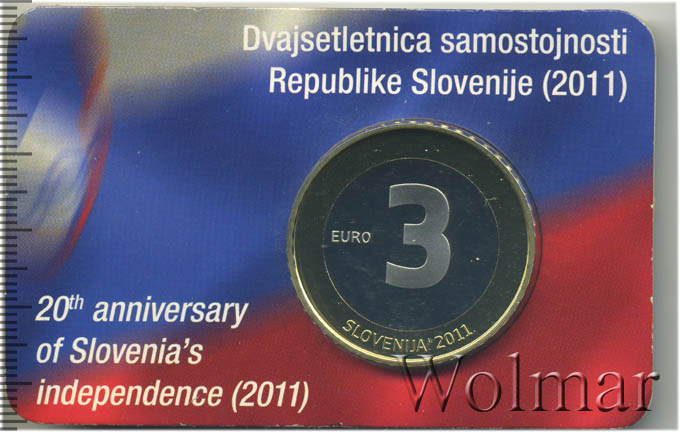 Dvajsetletnica samostojnosti
Republike Slovenije (2011)
EURO 3
SLOVENIJA 2011
20th anniversary
of Slovenia's
independence (2011)
Wolmar